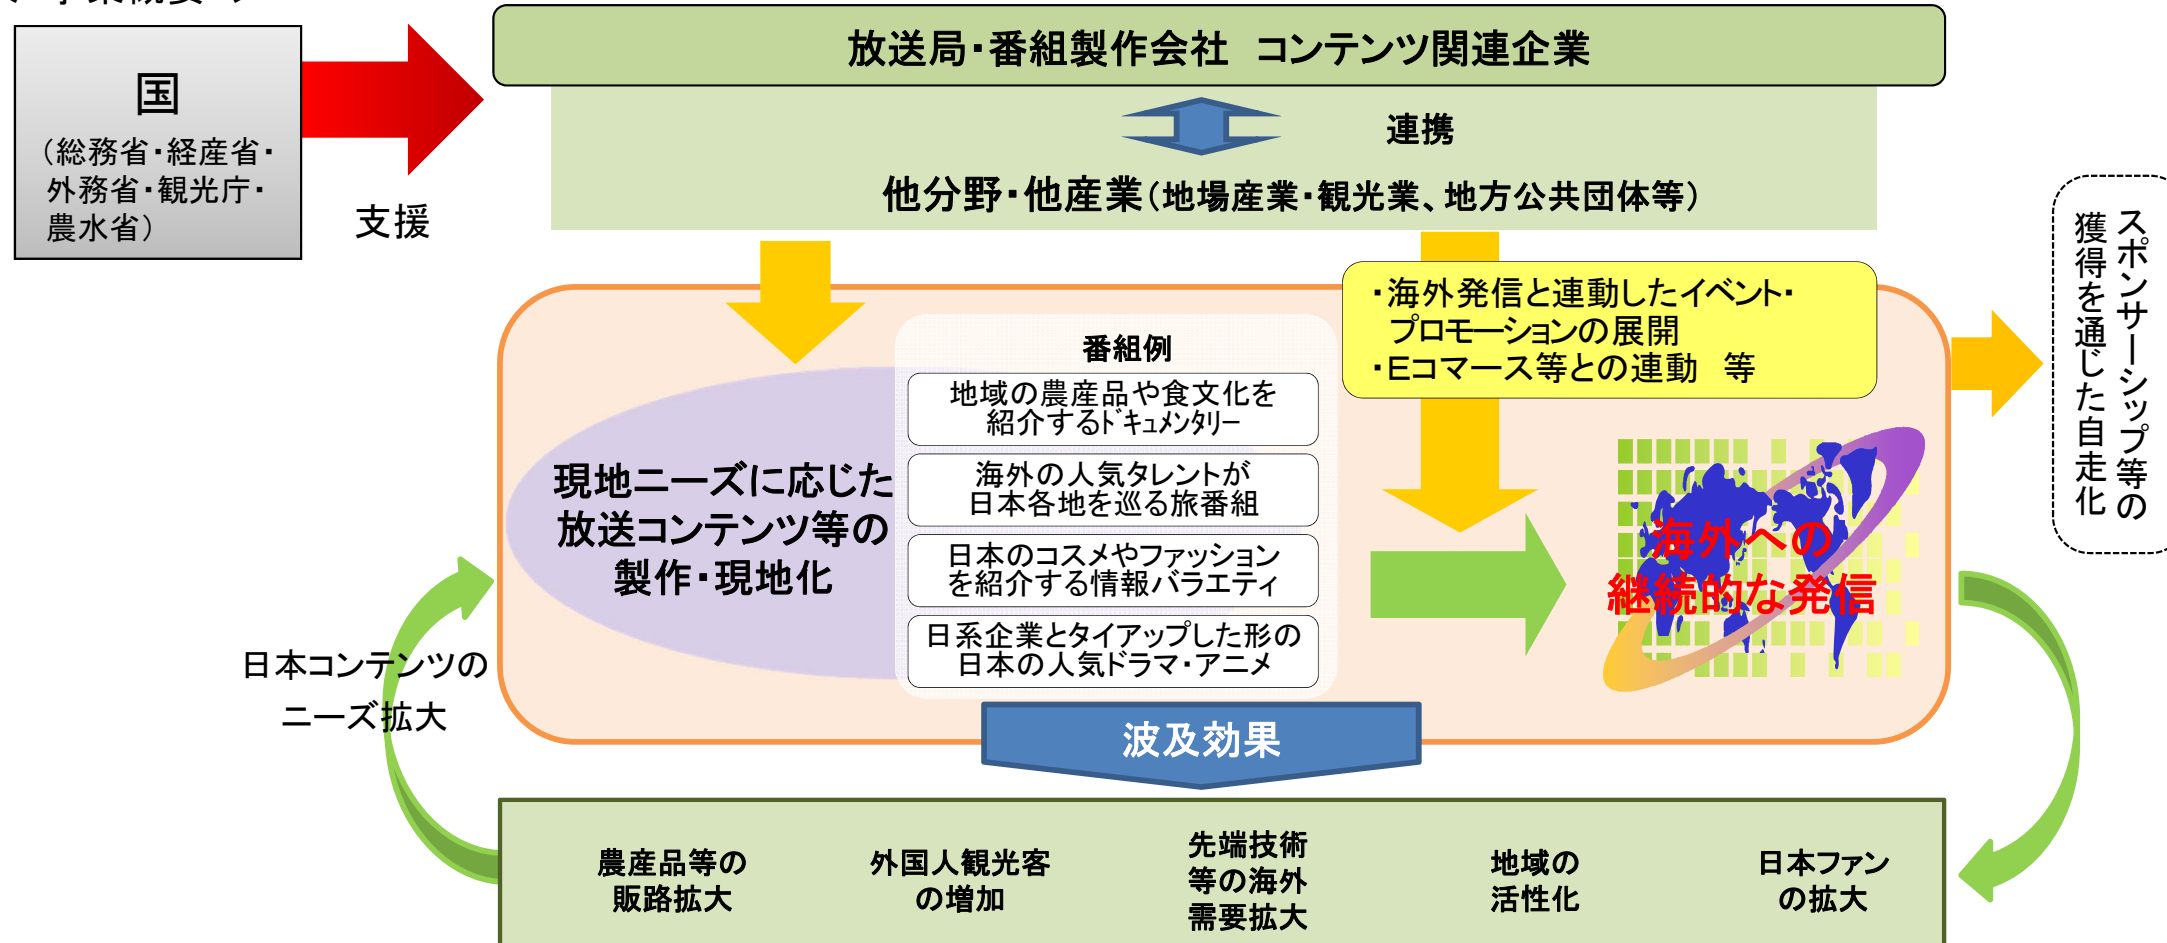 国
（総務省・経産省・
外務省・観光庁・
農水省）
支援
放送局・番組製作会社　コンテンツ関連企業
連携
他分野・他産業（地場産業・観光業、地方公共団体等）
・海外発信と連動したイベント・
プロモーションの展開
・Eコマース等との連動　等
スポンサーシップ等の
獲得を通じた自走化
番組例
地域の農産品や食文化を
紹介するﾄﾞｷｭﾒﾝﾀﾘｰ
海外の人気タレントが
日本各地を巡る旅番組
日本のコスメやファッション
を紹介する情報バラエティ
日系企業とタイアップした形の
日本の人気ドラマ・アニメ
現地ニーズに応じた
放送コンテンツ等の
製作・現地化
海外への
継続的な発信
日本コンテンツの
ニーズ拡大
波及効果
農産品等の
販路拡大
外国人観光客
の増加
先端技術
等の海外
需要拡大
地域の
活性化
日本ファン
の拡大